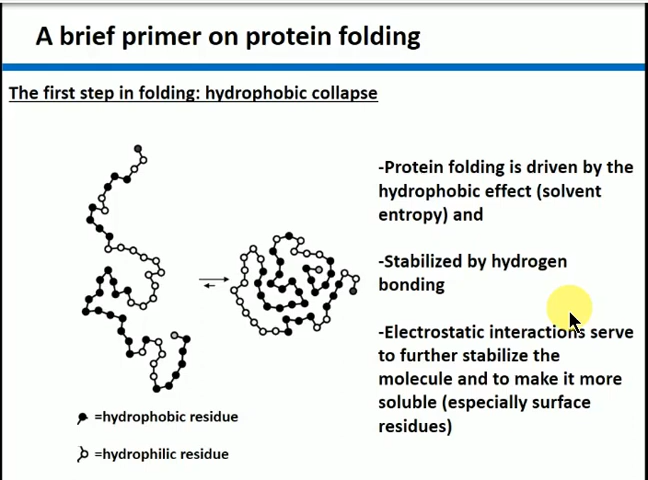 A brief primer on protein folding
The first step in folding: hydrophobic collapse
-Protein folding is driven by the
hydrophobic effect (solvent
entropy) and
-Stabilized by hydrogen
bonding
-Electrostatic interactions serve
to further stabilize the
molecule and to make it more
soluble (especially surface
residues)
=hydrophobic residue
=hydrophilic residue